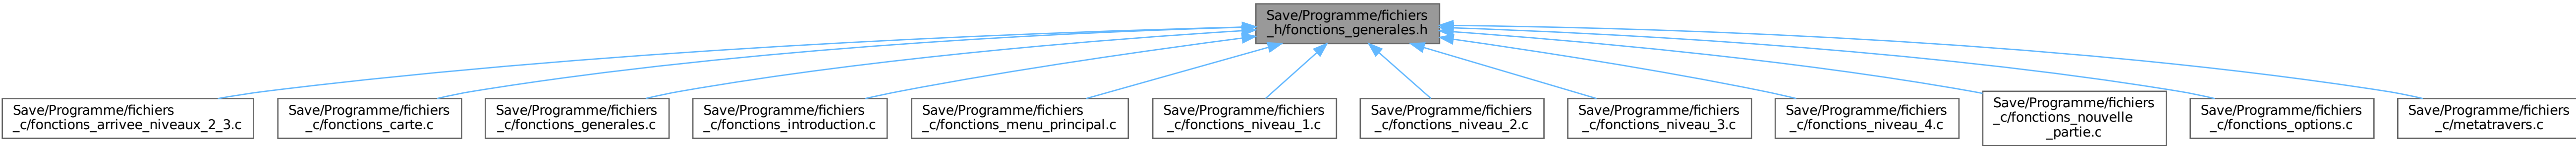 Save/Programme/fichiers
_h/fonctions_generales.h
Save/Programme/fichiers
_c/fonctions_arrivee_niveaux_2_3.c
Save/Programme/fichiers
_c/fonctions_carte.c
Save/Programme/fichiers
_c/fonctions_generales.c
Save/Programme/fichiers
_c/fonctions_introduction.c
Save/Programme/fichiers
_c/fonctions_menu_principal.c
Save/Programme/fichiers
_c/fonctions_niveau_1.c
Save/Programme/fichiers
_c/fonctions_niveau_2.c
Save/Programme/fichiers
_c/fonctions_niveau_3.c
Save/Programme/fichiers
_c/fonctions_niveau_4.c
Save/Programme/fichiers
_c/fonctions_nouvelle
_partie.c
Save/Programme/fichiers
_c/fonctions_options.c
Save/Programme/fichiers
_c/metatravers.c